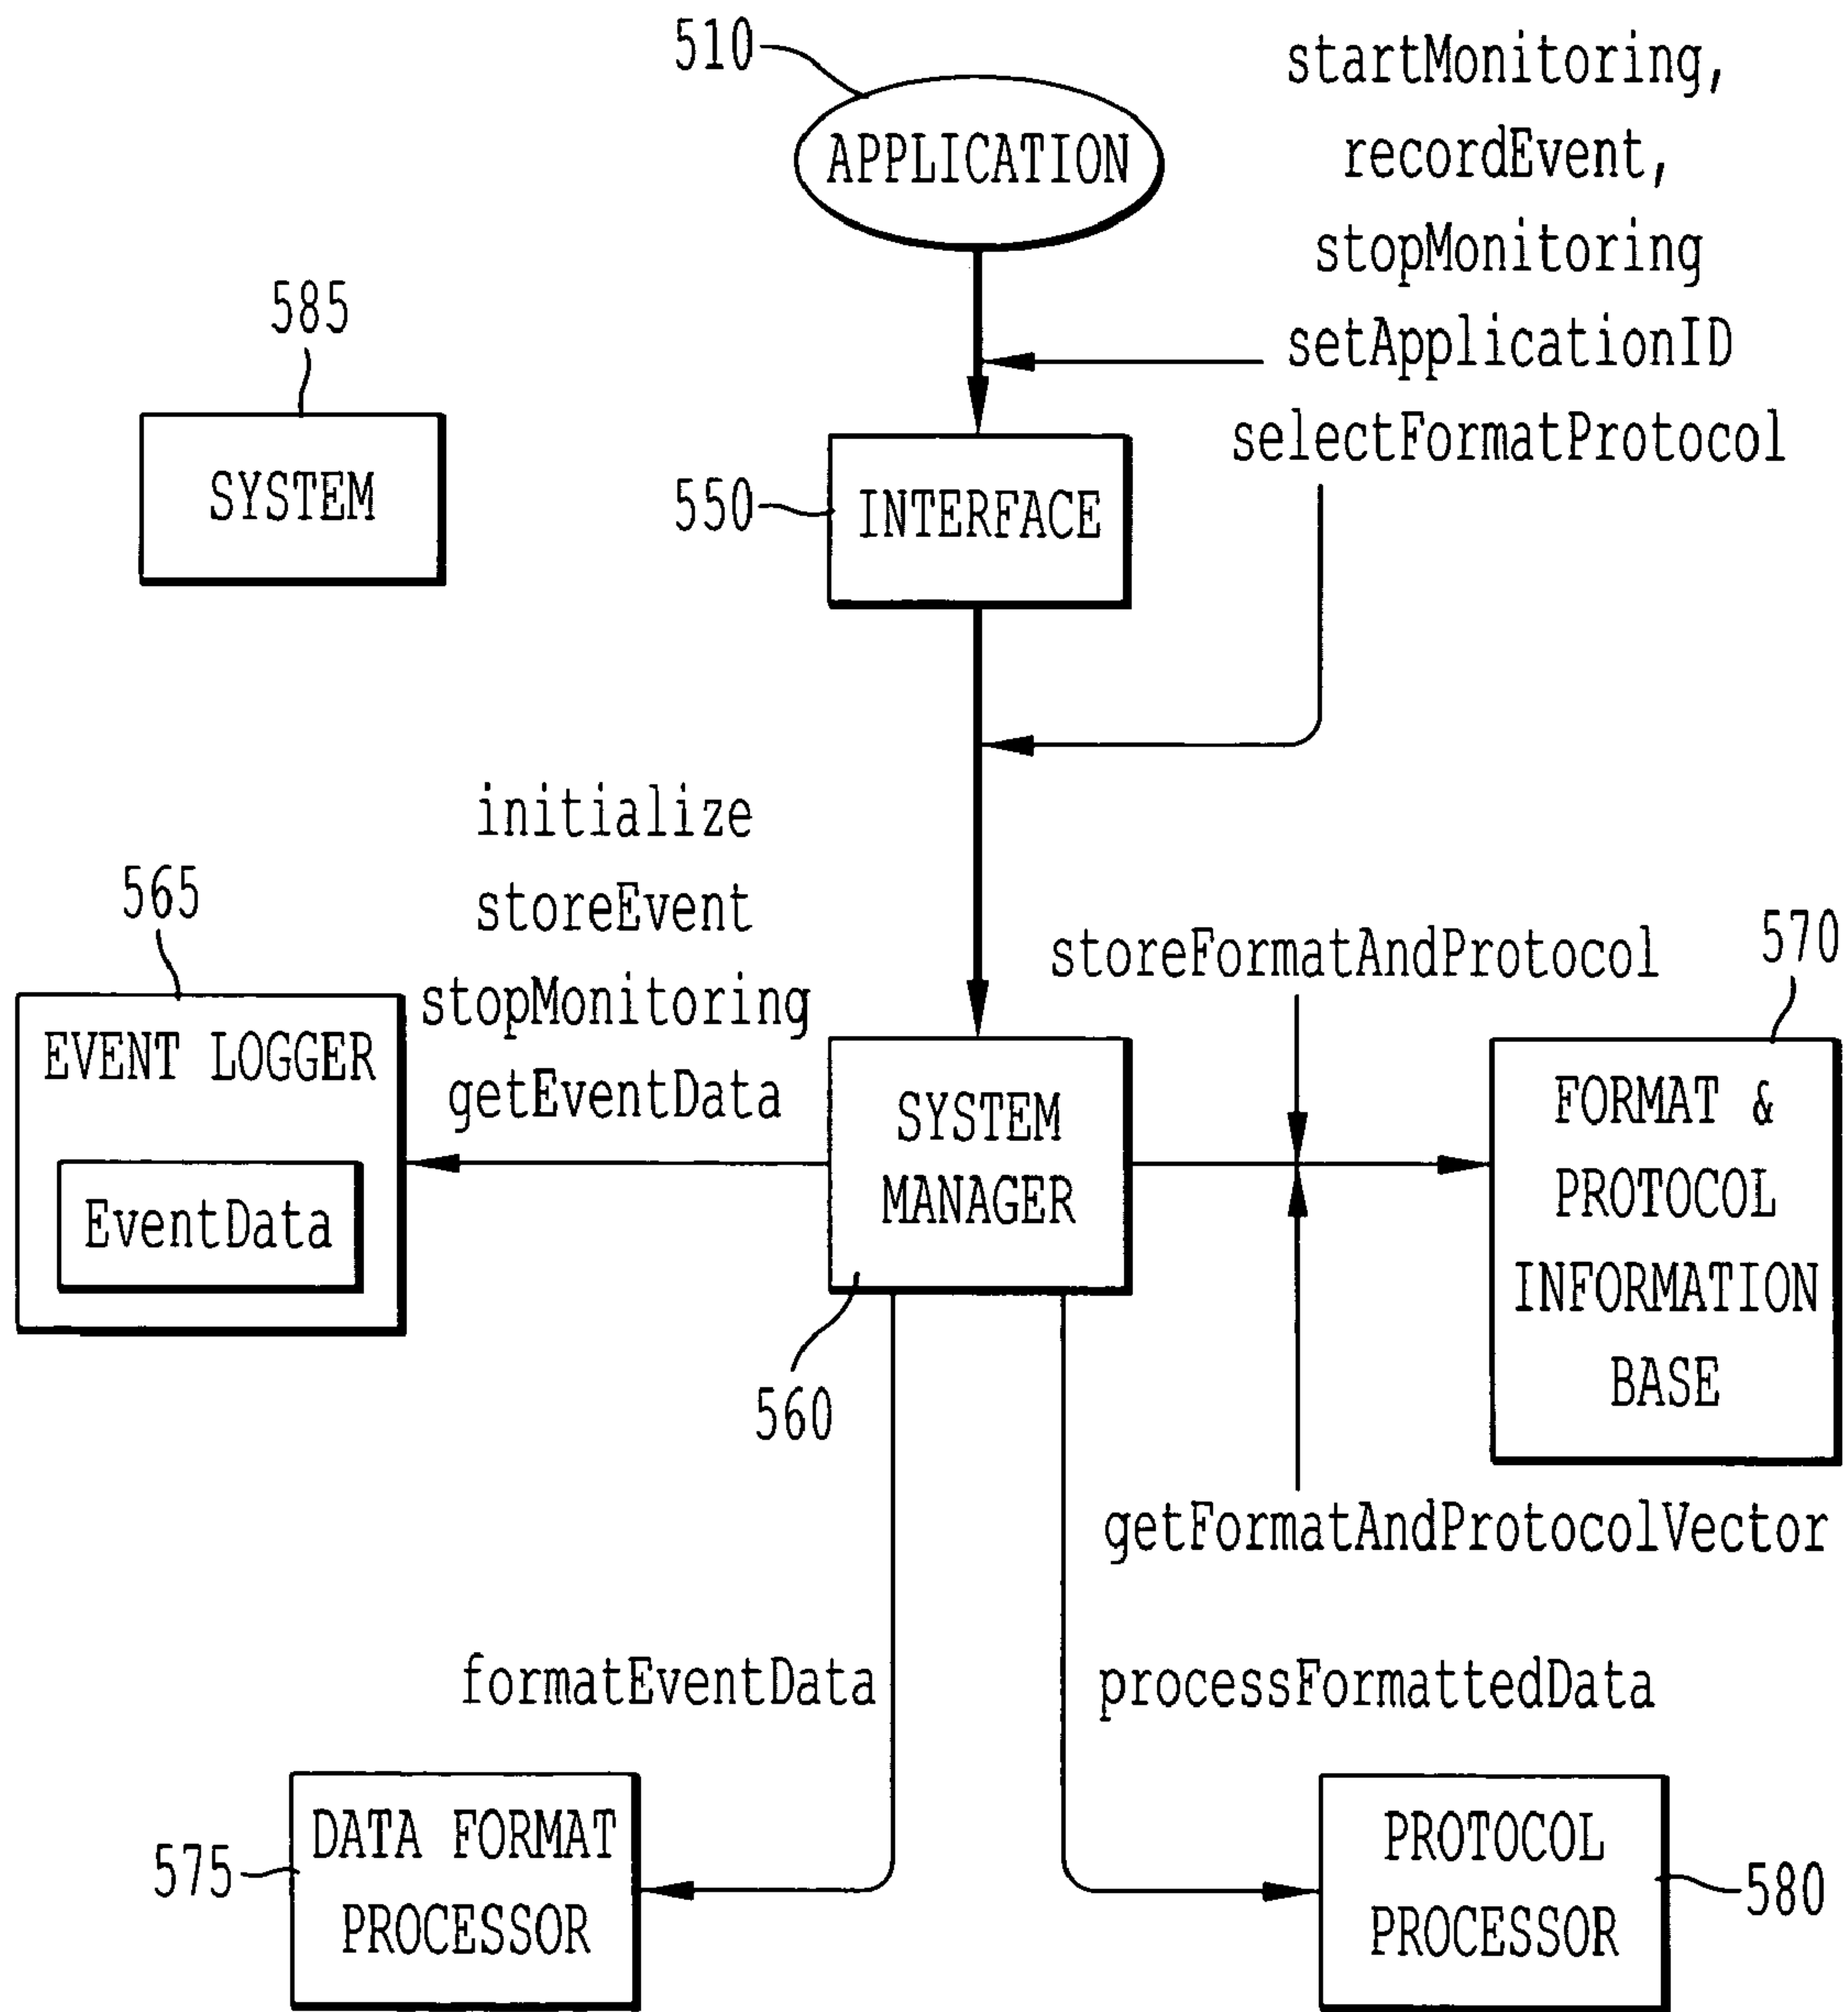 510
startMonitoring,
recordEvent,
stopMonitoring
setApplicationID
selectFormatProtocol
APPLICATION
585
SYSTEM
550
INTERFACE
initialize
storeEvent
stopMonitoring
getEventData
565
EVENT LOGGER
EventData
storeFormatAndProtocol
570
SYSTEM
MANAGER
560
FORMAT &
PROTOCOL
INFORMATION
BASE
getFormatAndProtocolVector
formatEventData
processFormattedData
575
DATA FORMAT
PROCESSOR
PROTOCOL
PROCESSOR
580